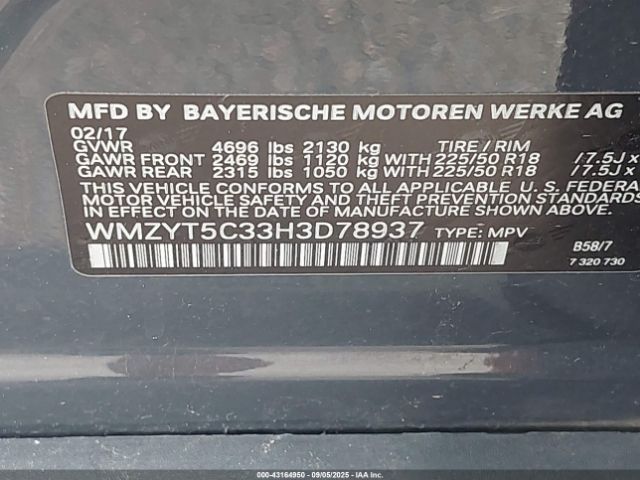 MFD BY BAYERISCHE MOTOREN WERKE AG
02/17
GVWR 4696 lbs 2130 kg TIRE / RIM
GAWR FRONT 2469 lbs 1120 kg WITH 225/50 R18 / 7.5J x
GAWR REAR 2315 lbs 1050 kg WITH 225/50 R18 / 7.5J x
THIS VEHICLE CONFORMS TO ALL APPLICABLE U. S. FEDERA
MOTOR VEHICLE SAFETY AND THEFT PREVENTION STANDARDS
IN EFFECT ON THE DATE OF MANUFACTURE SHOWN ABOVE.
WMZYT5C33H3D78937 TYPE: MPV
B58/7
7 320 730
000-43164950 - 09/05/2025 - IAA Inc.